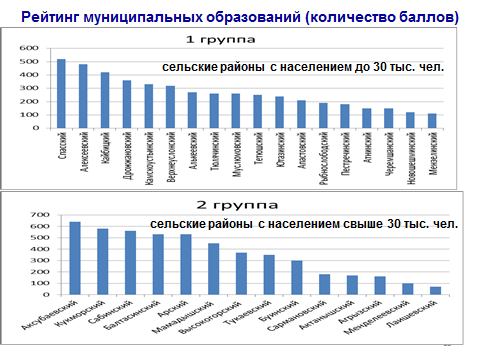 Рейтинг муниципальных образований (количество баллов)
1 группа
сельские районы с населением до 30 тыс. чел.
600
500
400
300
200
100
0
Спасский
Алексеевский
Кайбицкий
Дрожжановский
Камскоустьинский
Верхнеуслонский
Азнакаевский
Тюлячинский
Муслюмовский
Тетюшский
Ютазинский
Апастовский
Рыбнослободский
Пестречинский
Атнинский
Черемшанский
Новошешминский
Мензелинский
2 группа
сельские районы с населением свыше 30 тыс. чел.
700
600
500
400
300
200
100
0
Аксубаевский
Кукморский
Сабинский
Балтасинский
Арский
Мамадышский
Высокогорский
Тукаевский
Буинский
Сармановский
Актанышский
Агрызский
Менделеевский
Лаишевский